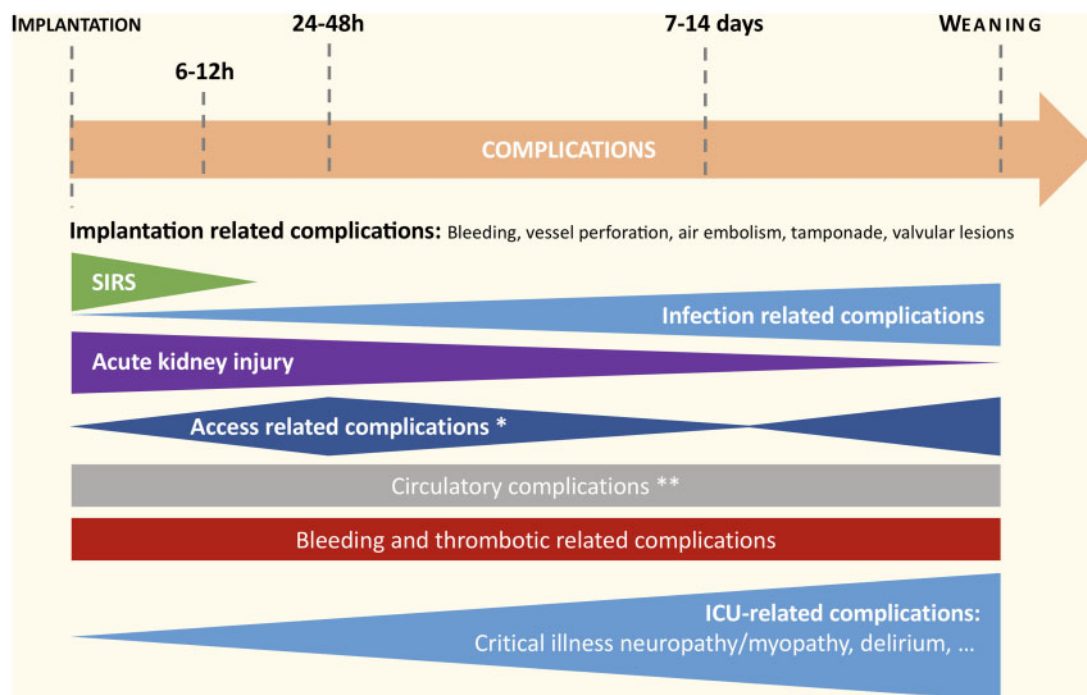 IMPLANTATION
24-48h
7-14 days
WEANING
6-12h
COMPLICATIONS
Implantation related complications: Bleeding, vessel perforation, air embolism, tamponade, valvular lesions
SIRS
Infection related complications
Acute kidney injury
Access related complications *
Circulatory complications **
Bleeding and thrombotic related complications
ICU-related complications:
Critical illness neuropathy/myopathy, delirium, ...